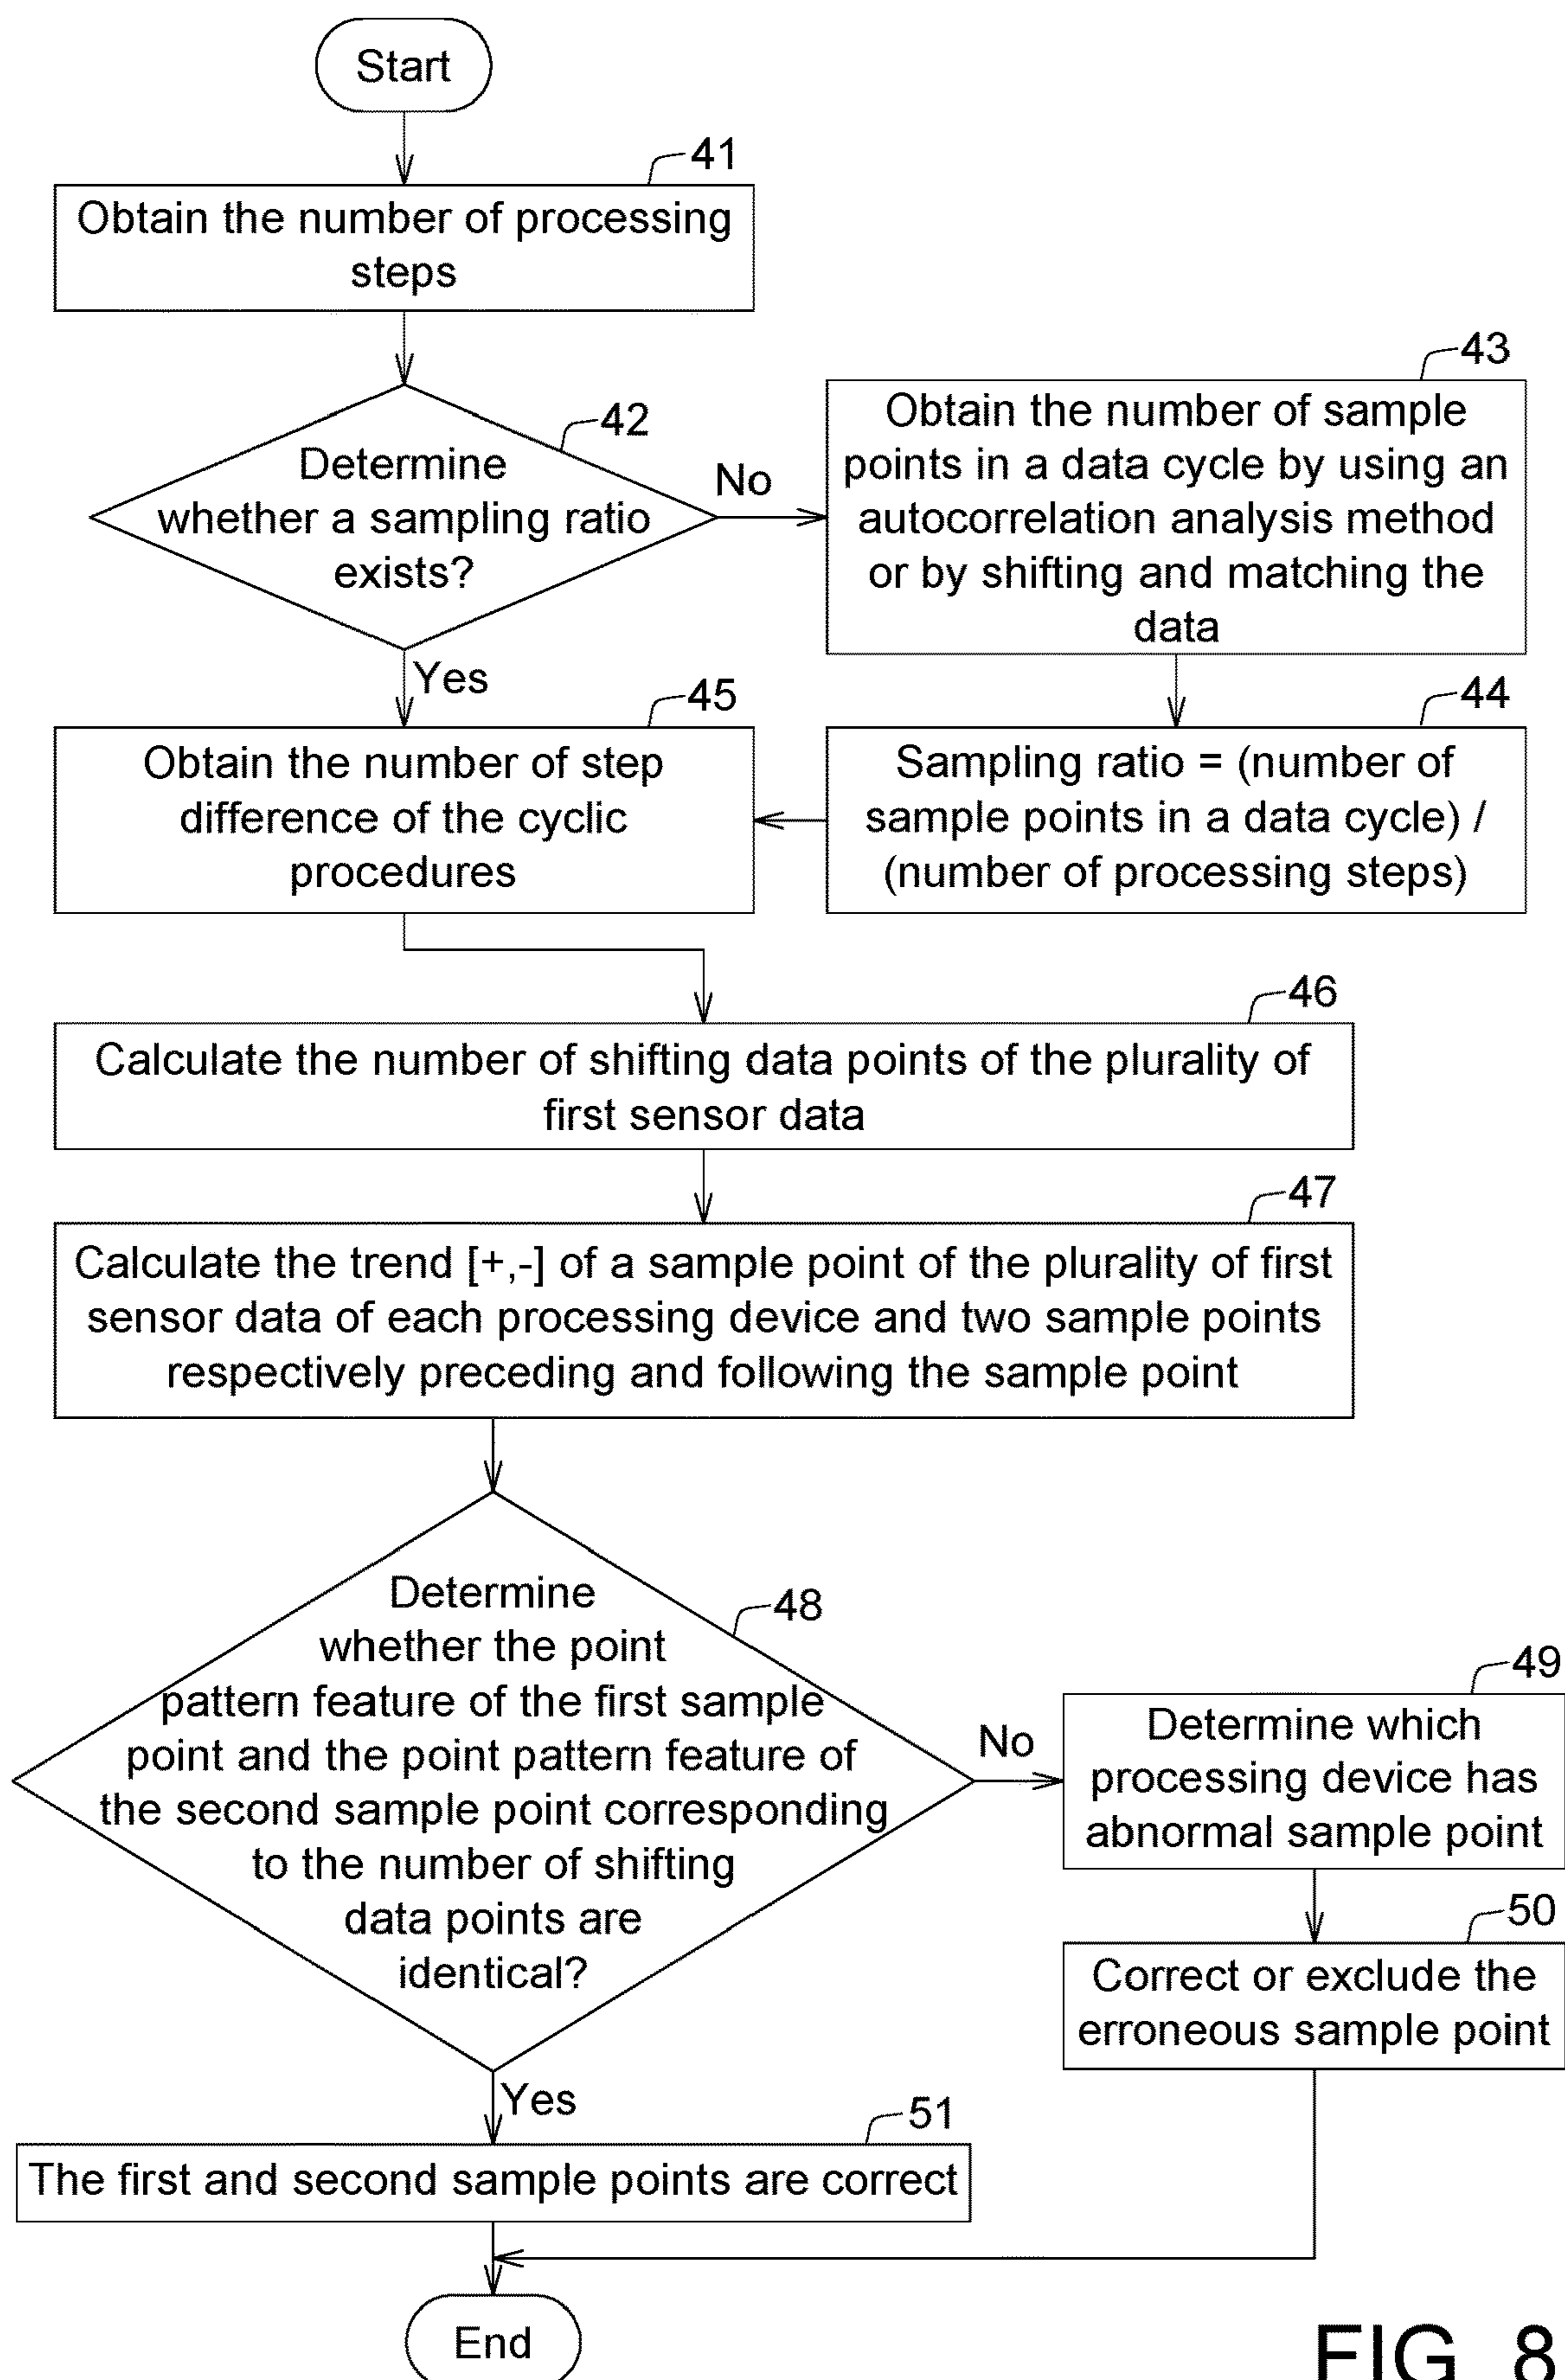 Start
41
Obtain the number of processing
steps
42
Determine
whether a sampling ratio
exists?
No
Yes
43
Obtain the number of sample
points in a data cycle by using an
autocorrelation analysis method
or by shifting and matching the
data
44
Sampling ratio = (number of
sample points in a data cycle) /
(number of processing steps)
45
Obtain the number of step
difference of the cyclic
procedures
46
Calculate the number of shifting data points of the plurality of
first sensor data
47
Calculate the trend [+,-] of a sample point of the plurality of first
sensor data of each processing device and two sample points
respectively preceding and following the sample point
48
Determine
whether the point
pattern feature of the first sample
point and the point pattern feature of
the second sample point corresponding
to the number of shifting
data points are
identical?
No
Yes
49
Determine which
processing device has
abnormal sample point
50
Correct or exclude the
erroneous sample point
51
The first and second sample points are correct
End
FIG. 8